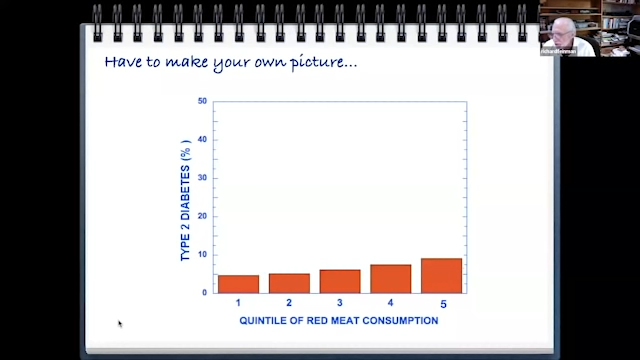 Have to make your own picture...
richardfeinman
50
40
30
20
10
0
TYPE 2 DIABETES (%)
1 2 3 4 5
QUINTILE OF RED MEAT CONSUMPTION